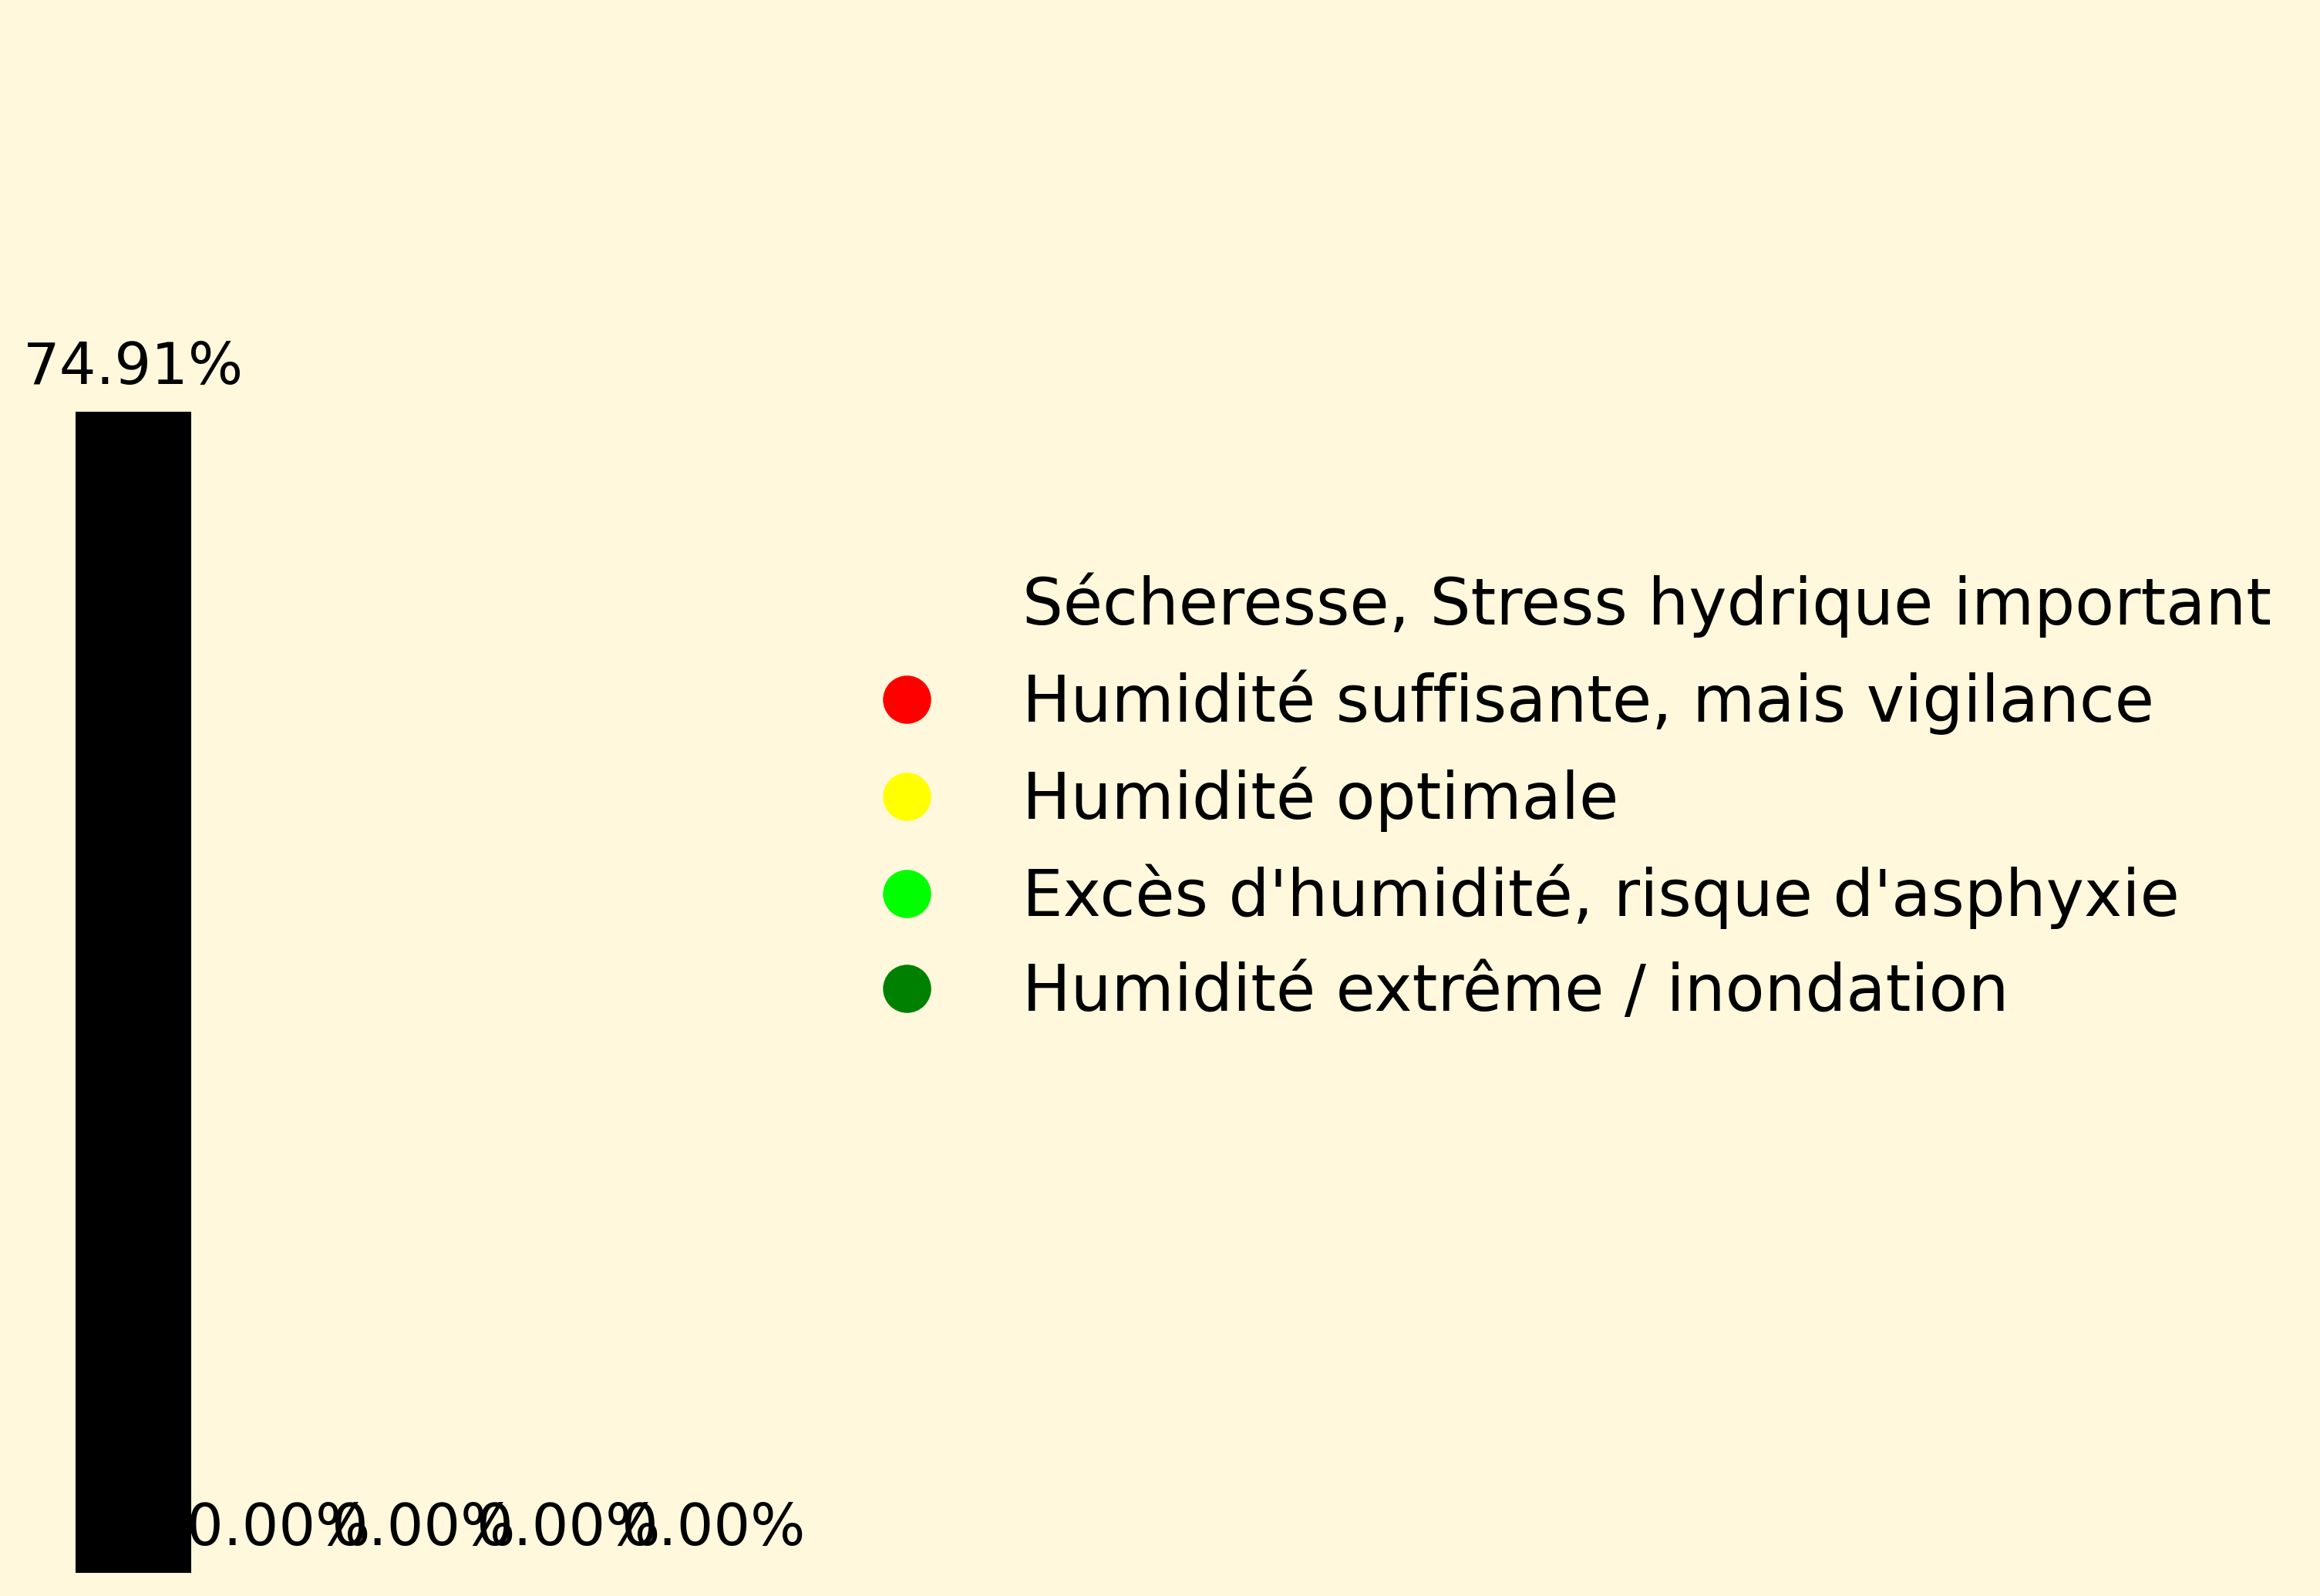 74.91%
Sécheresse, Stress hydrique important
Humidité suffisante, mais vigilance
Humidité optimale
Excès d'humidité, risque d'asphyxie
Humidité extrême / inondation
0.00% 0.00% 0.00% 0.00%